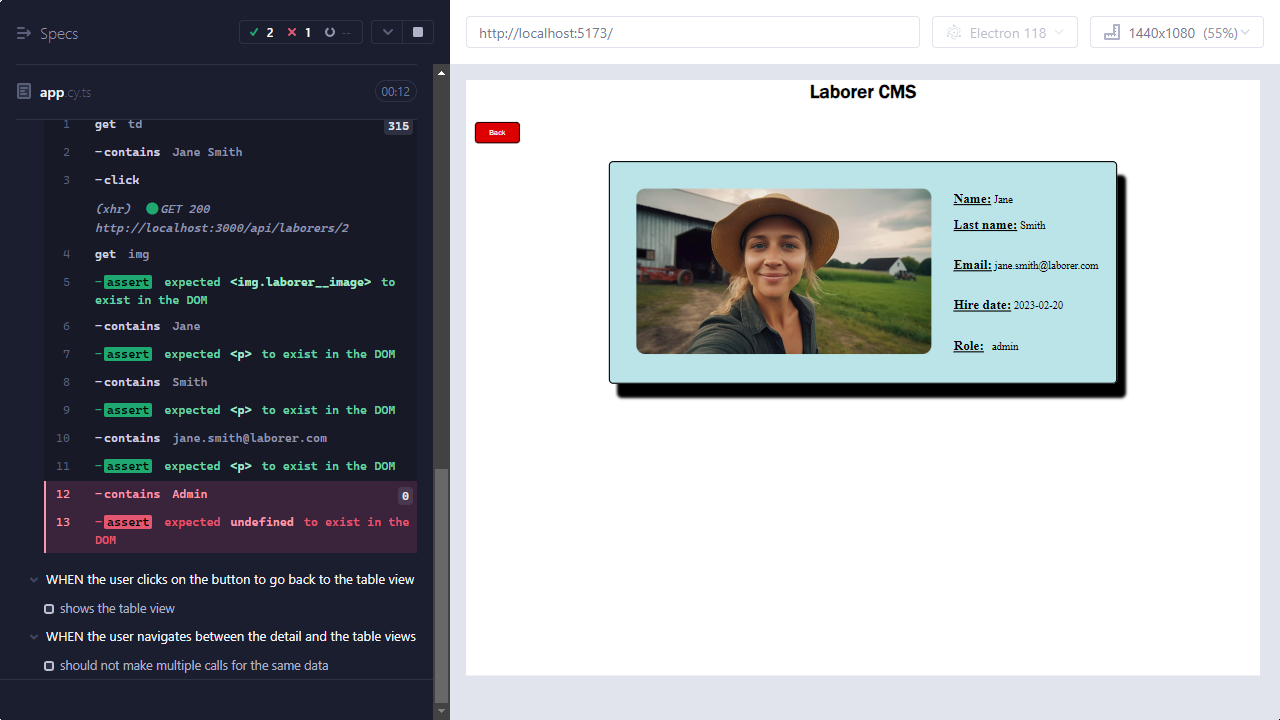 Specs
2
1
--
app.cy.ts
00:12
1 get td 315
2 -contains Jane Smith
3 -click
(xhr) GET 200
http://localhost:3000/api/laborers/2
4 get img
5 -assert expected <img.laborer__image> to
exist in the DOM
6 -contains Jane
7 -assert expected <p> to exist in the DOM
8 -contains Smith
9 -assert expected <p> to exist in the DOM
10 -contains jane.smith@laborer.com
11 -assert expected <p> to exist in the DOM
12 -contains Admin 0
13 -assert expected undefined to exist in the
DOM
WHEN the user clicks on the button to go back to the table view
shows the table view
WHEN the user navigates between the detail and the table views
should not make multiple calls for the same data
http://localhost:5173/
Electron 118
1440x1080 (55%)
Laborer CMS
Back
Name: Jane
Last name: Smith
Email: jane.smith@laborer.com
Hire date: 2023-02-20
Role: admin